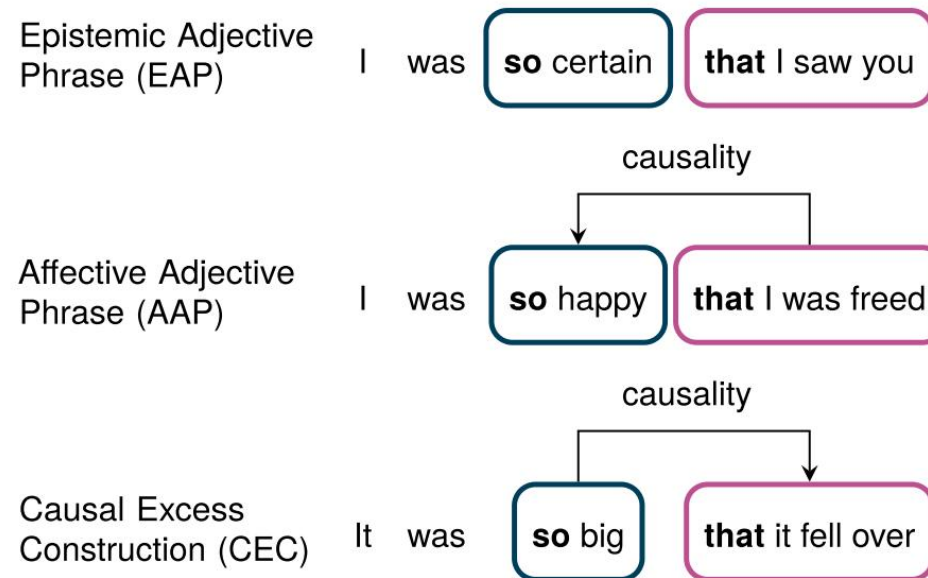 Epistemic Adjective
Phrase (EAP)
I was so certain that I saw you
causality
Affective Adjective
Phrase (AAP)
I was so happy that I was freed
causality
Causal Excess
Construction (CEC)
It was so big that it fell over